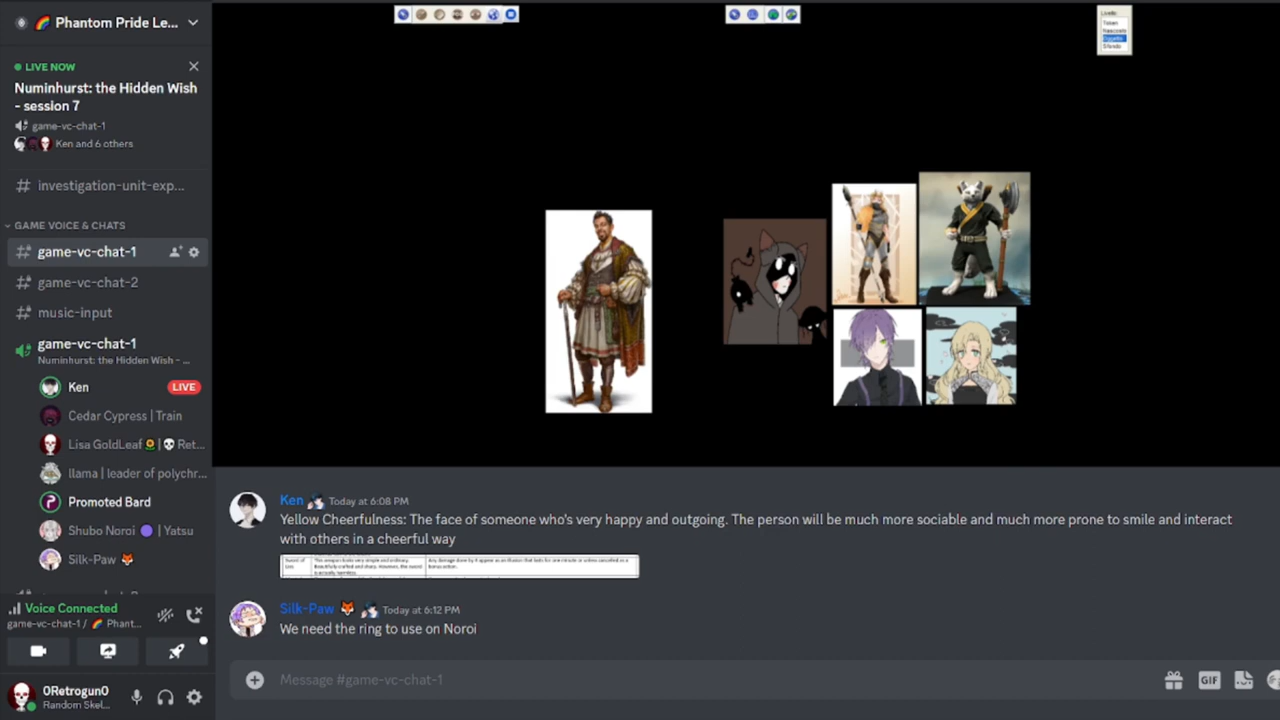 Phantom Pride Le...
LIVE NOW
Numinhurst: the Hidden Wish
- session 7
game-vc-chat-1
Ken and 6 others
investigation-unit-exp...
GAME VOICE & CHATS
game-vc-chat-1
game-vc-chat-2
music-input
game-vc-chat-1
Numinhurst: the Hidden Wish - ...
Ken LIVE
Cedar Cypress | Train
Lisa GoldLeaf | Ret...
llama | leader of polychr...
Promoted Bard
Shubo Noroi | Yatsu
Silk-Paw
Voice Connected
game-vc-chat-1 / Phant...
0Retrogun0
Random Skel...
Livello
Token
Nascosto
Oggetto
Sfondo
Ken Today at 6:08 PM
Yellow Cheerfulness: The face of someone who's very happy and outgoing. The person will be much more sociable and much more prone to smile and interact
with others in a cheerful way
Silk-Paw Today at 6:12 PM
We need the ring to use on Noroi
Message #game-vc-chat-1
GIF